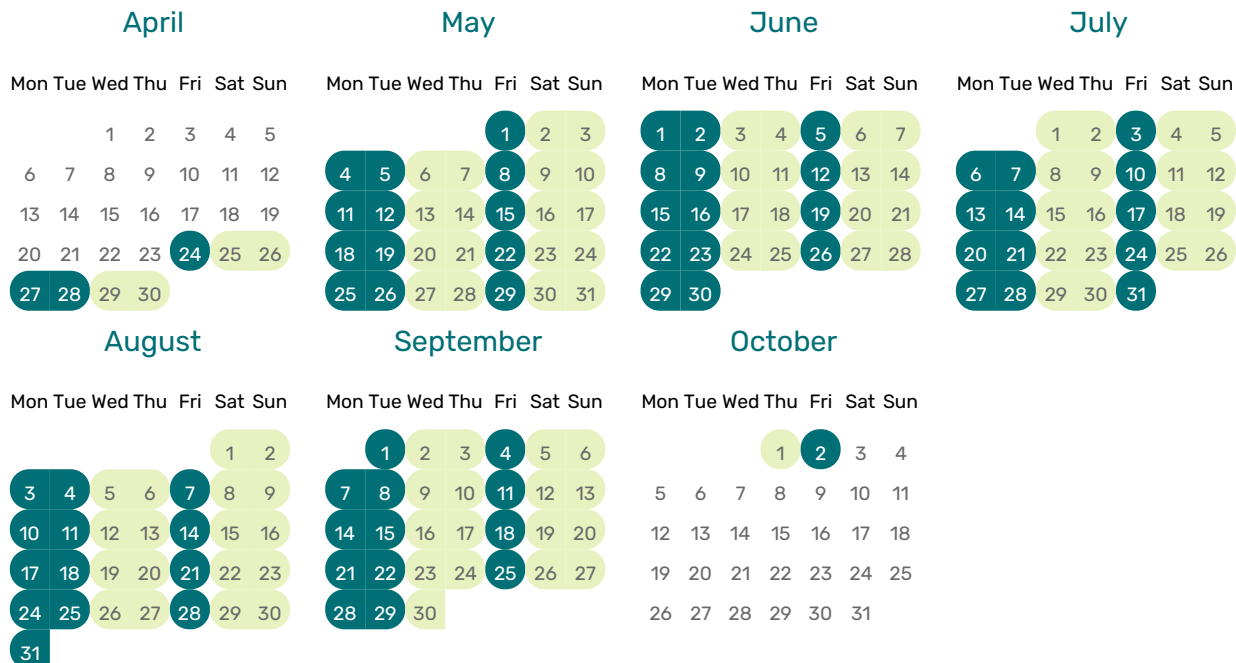 April May June July
Mon Tue Wed Thu Fri Sat Sun Mon Tue Wed Thu Fri Sat Sun Mon Tue Wed Thu Fri Sat Sun Mon Tue Wed Thu Fri Sat Sun
1 2 3 4 5 1 2 3 1 2 3 4 5 6 7 1 2 3 4 5
6 7 8 9 10 11 12 4 5 6 7 8 9 10 8 9 10 11 12 13 14 6 7 8 9 10 11 12
13 14 15 16 17 18 19 11 12 13 14 15 16 17 15 16 17 18 19 20 21 13 14 15 16 17 18 19
20 21 22 23 24 25 26 18 19 20 21 22 23 24 22 23 24 25 26 27 28 20 21 22 23 24 25 26
27 28 29 30 25 26 27 28 29 30 31 29 30 27 28 29 30 31
August September October
Mon Tue Wed Thu Fri Sat Sun Mon Tue Wed Thu Fri Sat Sun Mon Tue Wed Thu Fri Sat Sun
1 2 1 2 3 4 5 6 1 2 3 4
3 4 5 6 7 8 9 7 8 9 10 11 12 13 5 6 7 8 9 10 11
10 11 12 13 14 15 16 14 15 16 17 18 19 20 12 13 14 15 16 17 18
17 18 19 20 21 22 23 21 22 23 24 25 26 27 19 20 21 22 23 24 25
24 25 26 27 28 29 30 28 29 30 26 27 28 29 30 31
31